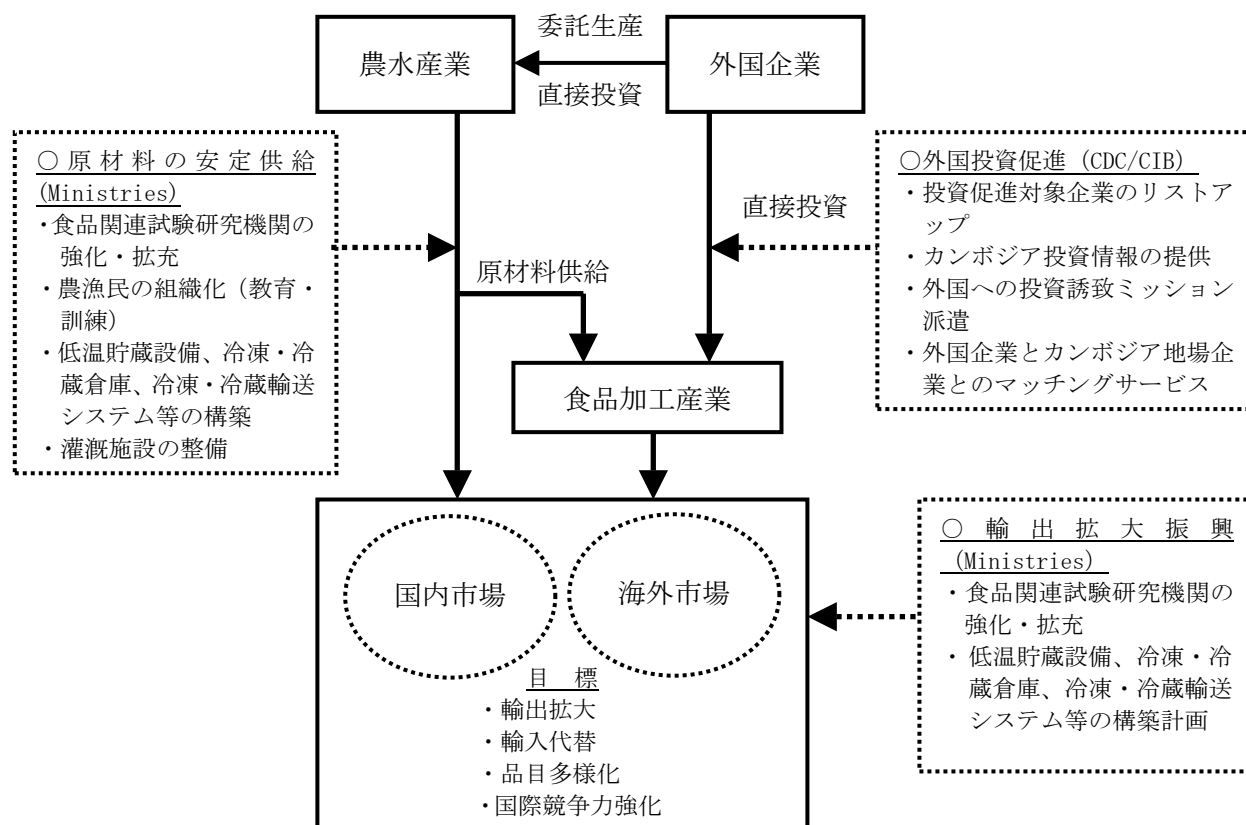 委託生産
農水産業
外国企業
直接投資
○原材料の安定供給
(Ministries)
・食品関連試験研究機関の
強化・拡充
・農漁民の組織化（教育・
訓練）
・低温貯蔵設備、冷凍・冷
蔵倉庫、冷凍・冷蔵輸送
システム等の構築
・灌漑施設の整備
直接投資
○外国投資促進 (CDC/CIB)
・投資促進対象企業のリストア
ップ
・カンボジア投資情報の提供
・外国への投資誘致ミッション
派遣
・外国企業とカンボジア地場企
業とのマッチングサービス
原材料供給
食品加工産業
国内市場
海外市場
目 標
・輸出拡大
・輸入代替
・品目多様化
・国際競争力強化
○ 輸出拡大振興
(Ministries)
・食品関連試験研究機関の
強化・拡充
・低温貯蔵設備、冷凍・冷
蔵倉庫、冷凍・冷蔵輸送
システム等の構築計画